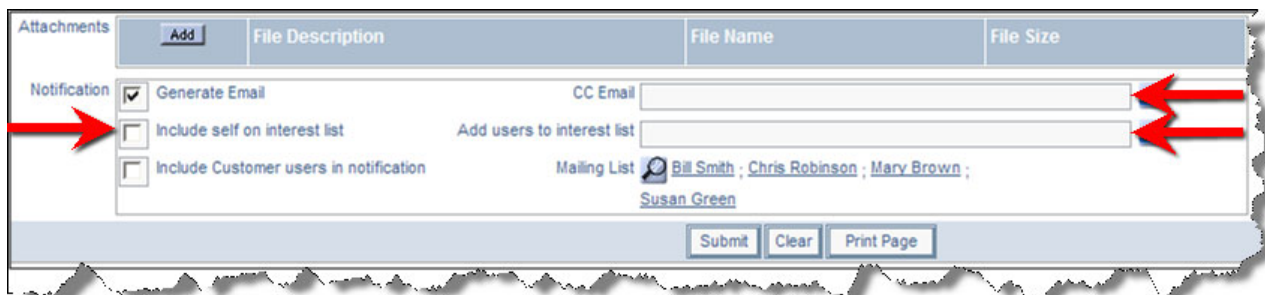 Attachments Add File Description File Name File Size
Notification Generate Email CC Email
Include self on interest list Add users to interest list
Include Customer users in notification Mailing List Bill Smith ; Chris Robinson ; Mary Brown ;
Susan Green
Submit Clear Print Page